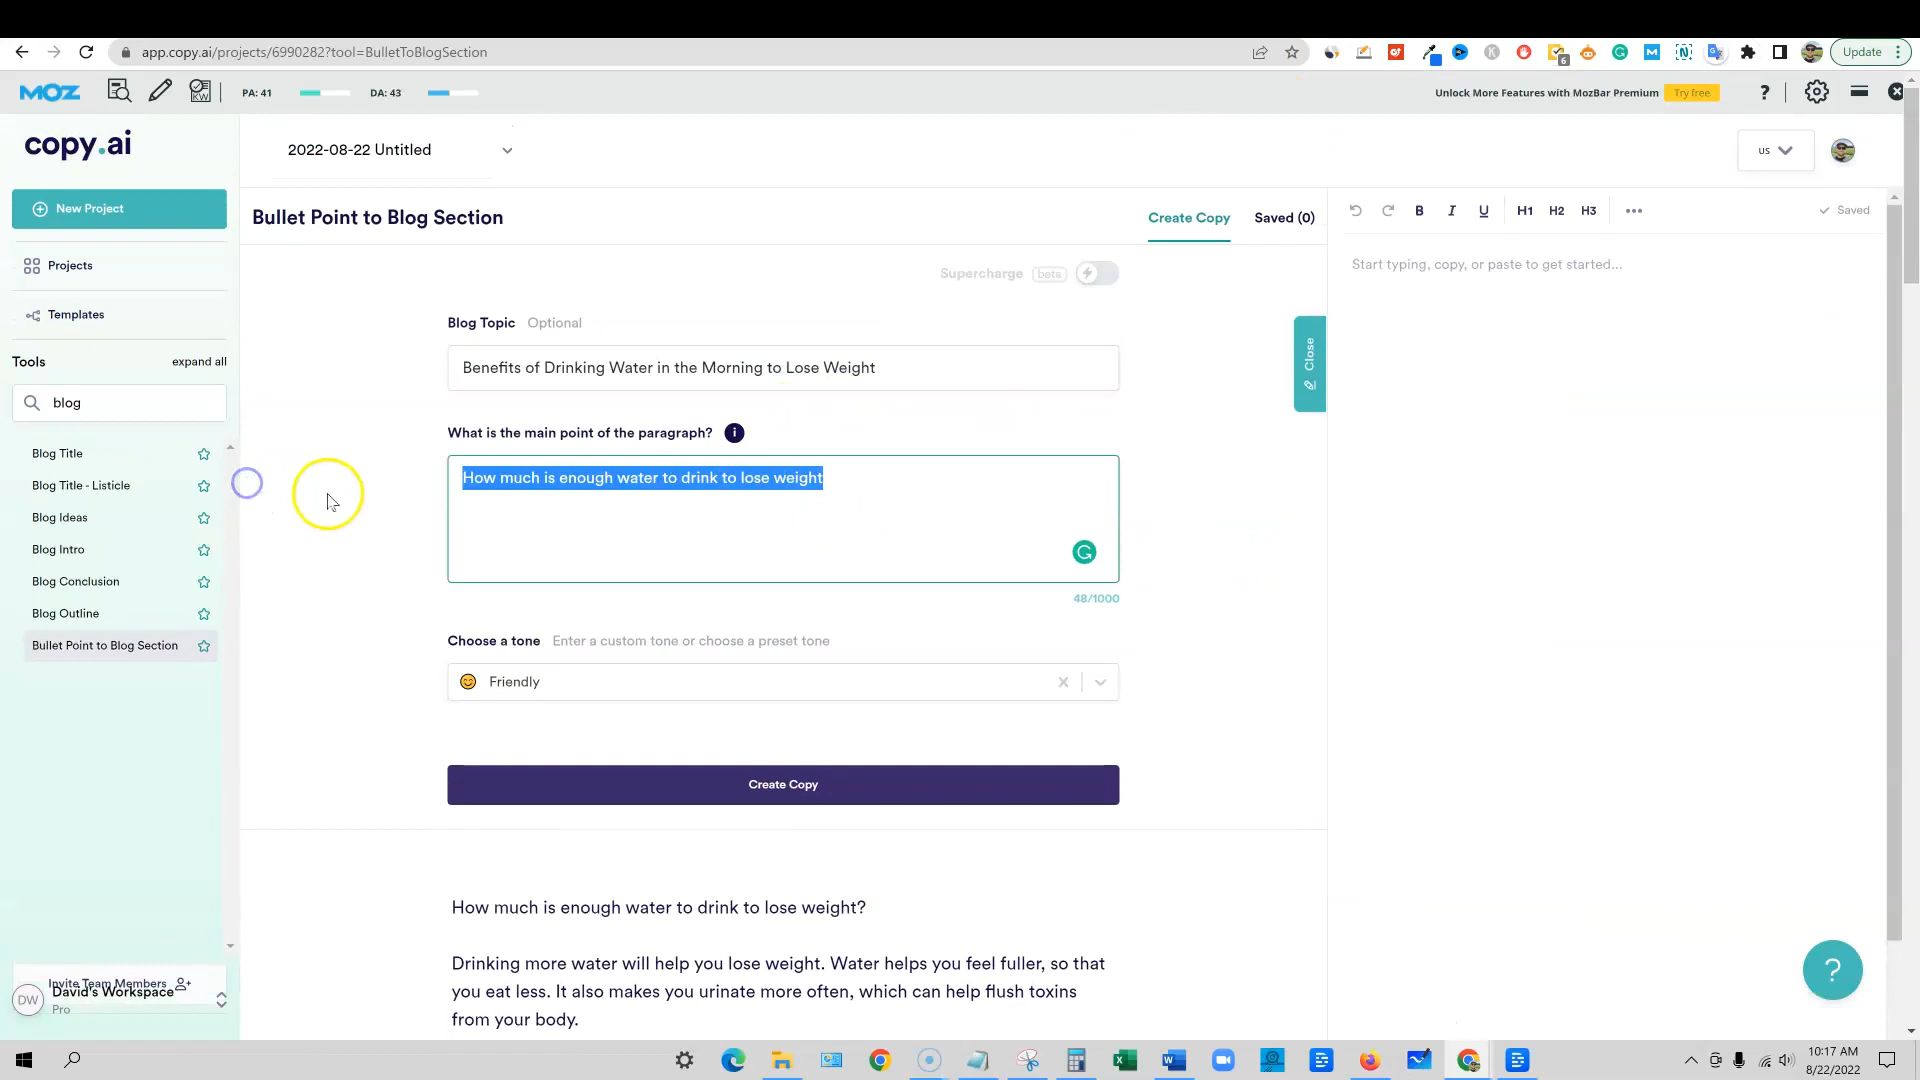 app.copy.ai/projects/6990282?tool=BulletToBlogSection
6
Update
MOZ
KW
PA: 41
DA: 43
Unlock More Features with MozBar Premium
Try free
?
copy.ai
2022-08-22 Untitled
US
New Project
Bullet Point to Blog Section
Create Copy
Saved (0)
B
I
U
H1
H2
H3
Saved
Projects
Supercharge
beta
Start typing, copy, or paste to get started...
Templates
Blog Topic Optional
Close
Tools
expand all
Benefits of Drinking Water in the Morning to Lose Weight
blog
What is the main point of the paragraph?
i
Blog Title
How much is enough water to drink to lose weight
Blog Title - Listicle
Blog Ideas
Blog Intro
Blog Conclusion
48/1000
Blog Outline
Choose a tone Enter a custom tone or choose a preset tone
Bullet Point to Blog Section
Friendly
Create Copy
How much is enough water to drink to lose weight?
Drinking more water will help you lose weight. Water helps you feel fuller, so that
you eat less. It also makes you urinate more often, which can help flush toxins
from your body.
Invite Team Members
DW
David's Workspace
Pro
?
10:17 AM
8/22/2022